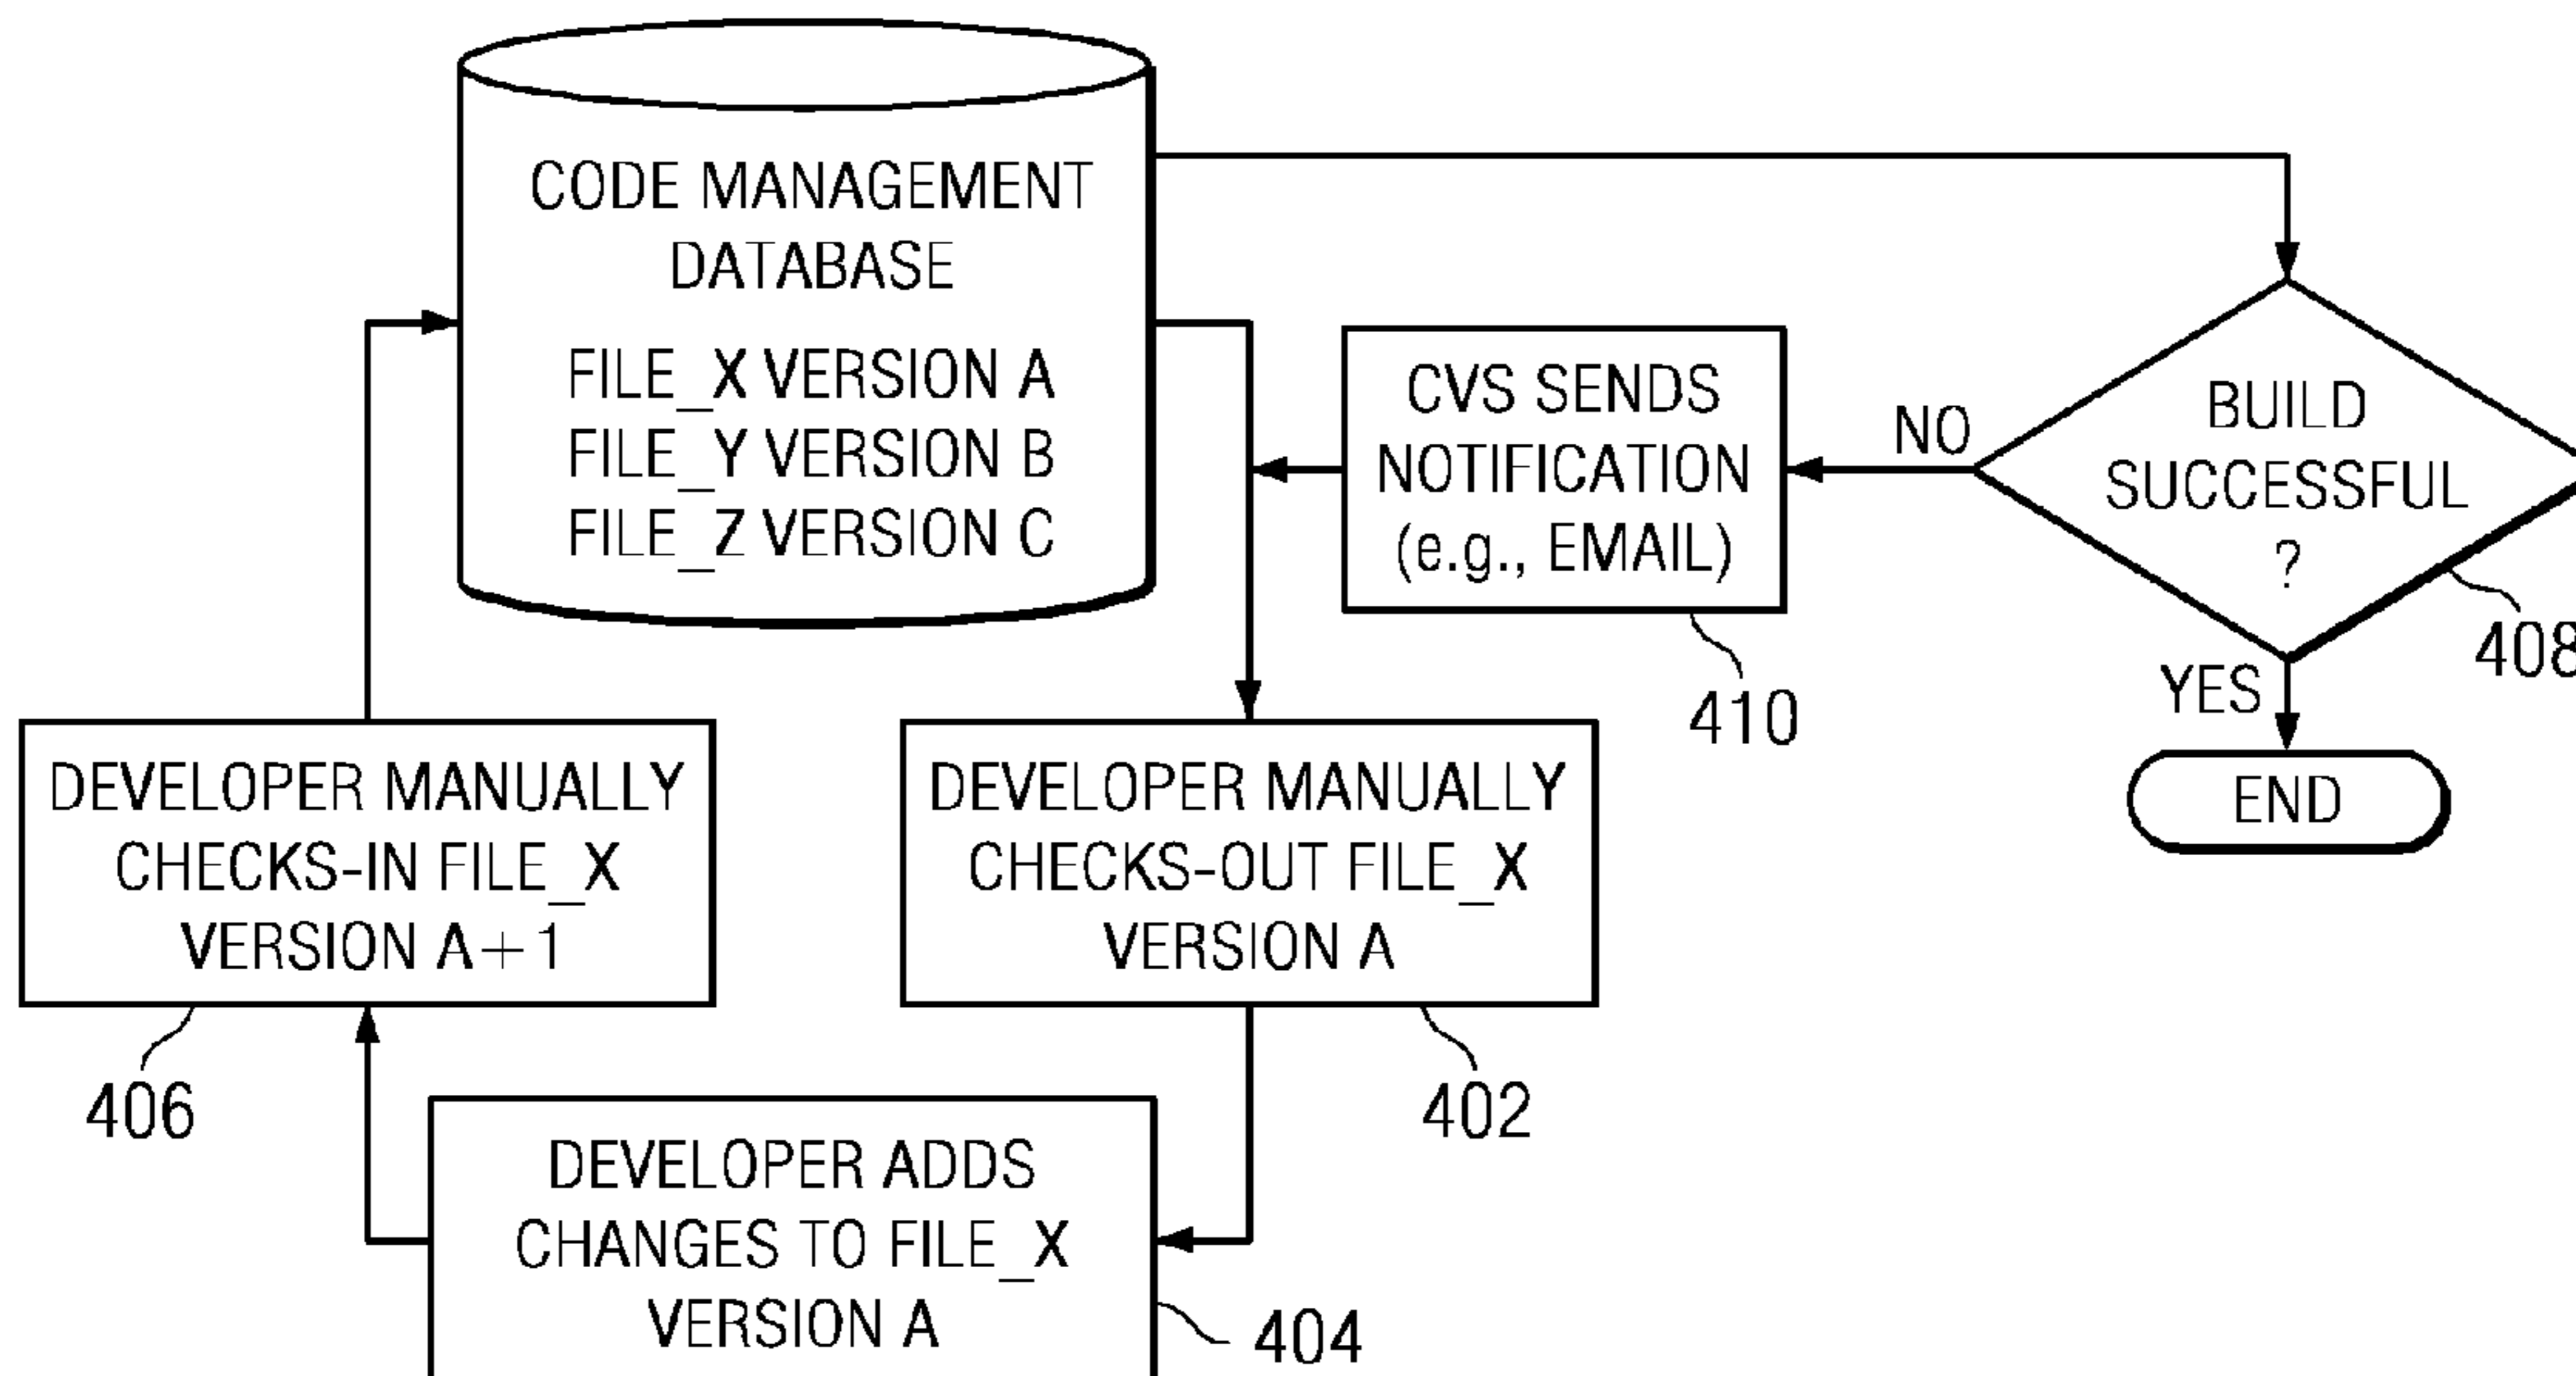 CODE MANAGEMENT
DATABASE
FILE_X VERSION A
FILE_Y VERSION B
FILE_Z VERSION C
CVS SENDS
NOTIFICATION
(e.g., EMAIL)
410
NO
BUILD
SUCCESSFUL
?
408
YES
END
DEVELOPER MANUALLY
CHECKS-IN FILE_X
VERSION A+1
406
DEVELOPER MANUALLY
CHECKS-OUT FILE_X
VERSION A
402
DEVELOPER ADDS
CHANGES TO FILE_X
VERSION A
404